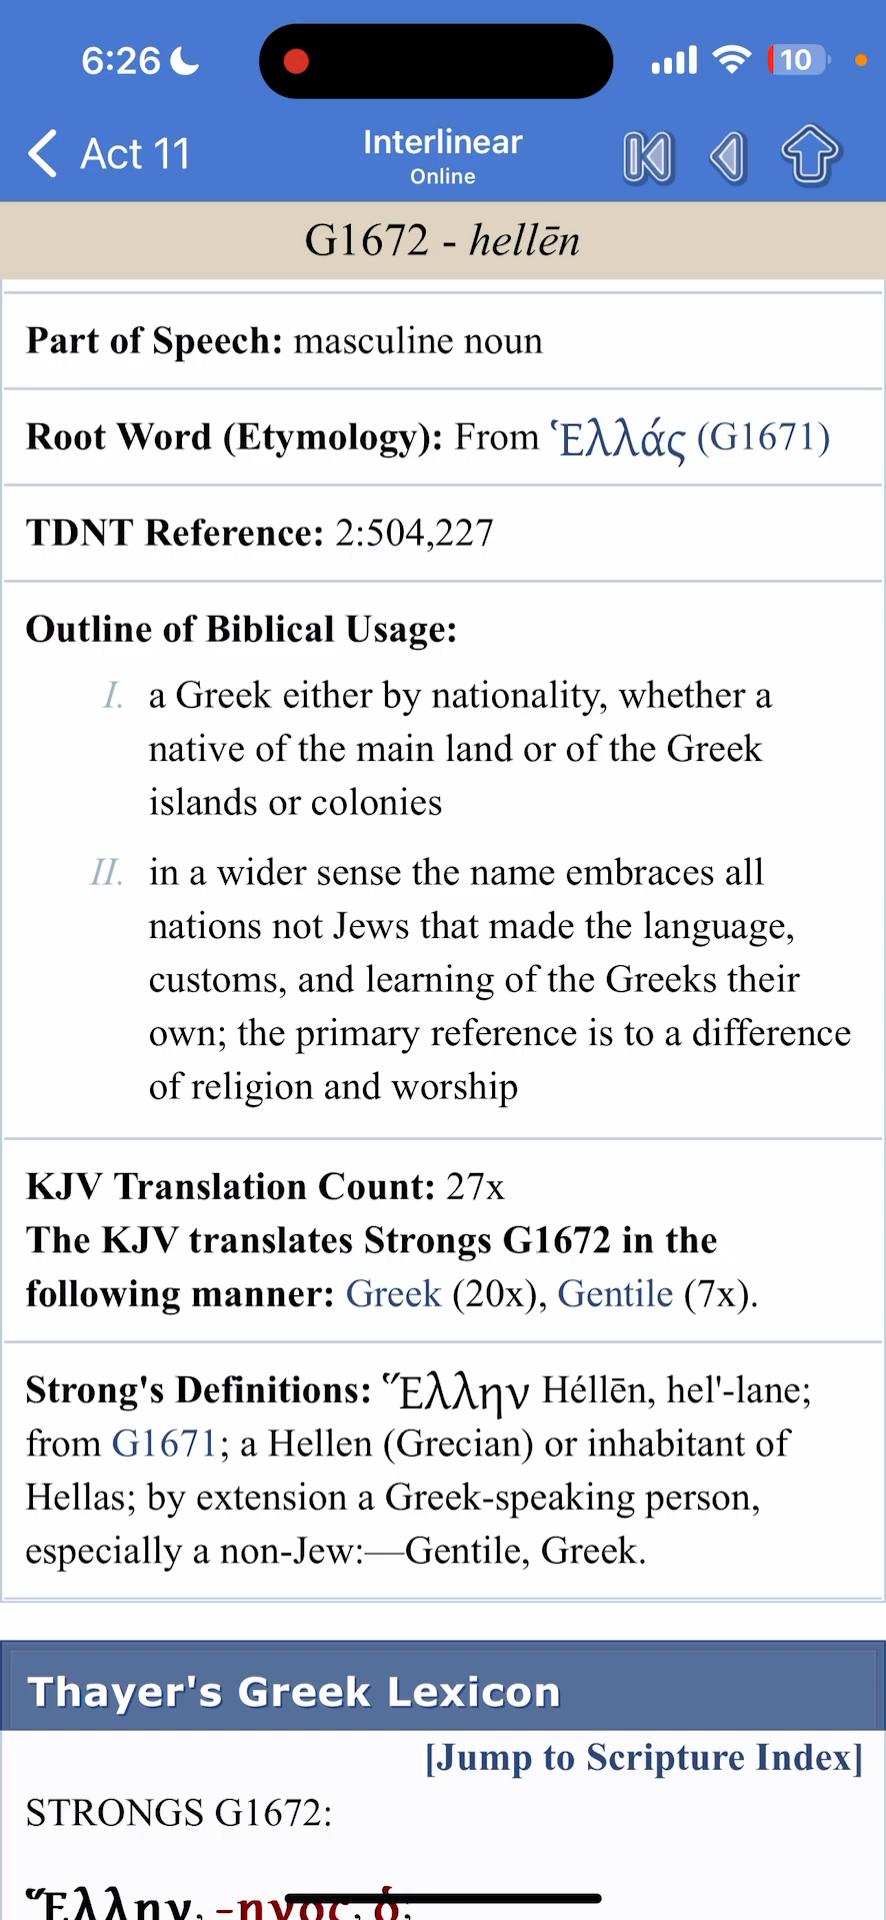 6:26
10
Act 11
Interlinear
Online
G1672 - hellēn
Part of Speech: masculine noun
Root Word (Etymology): From Ἑλλάς (G1671)
TDNT Reference: 2:504,227
Outline of Biblical Usage:
I. a Greek either by nationality, whether a
native of the main land or of the Greek
islands or colonies
II. in a wider sense the name embraces all
nations not Jews that made the language,
customs, and learning of the Greeks their
own; the primary reference is to a difference
of religion and worship
KJV Translation Count: 27x
The KJV translates Strongs G1672 in the
following manner: Greek (20x), Gentile (7x).
Strong's Definitions: Ἕλλην Héllēn, hel'-lane;
from G1671; a Hellen (Grecian) or inhabitant of
Hellas; by extension a Greek-speaking person,
especially a non-Jew:—Gentile, Greek.
Thayer's Greek Lexicon
[Jump to Scripture Index]
STRONGS G1672:
Ἕλλην, -ηνος, ὁ,